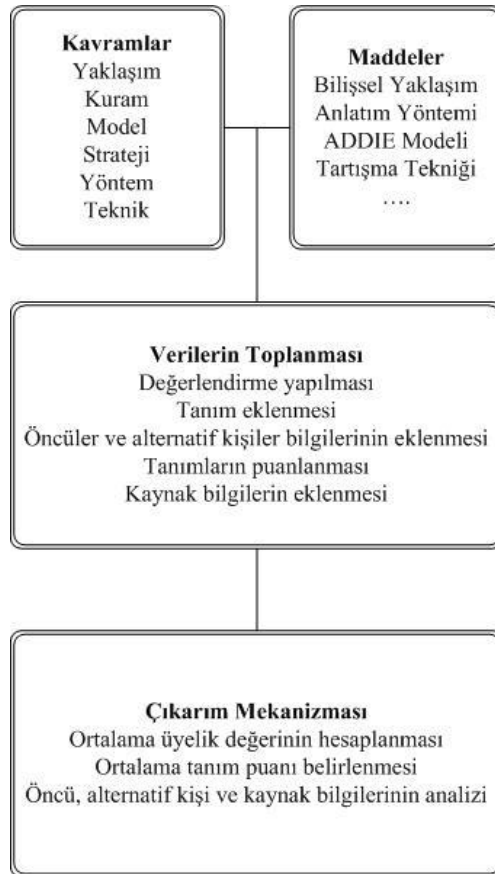 Kavramlar
Yaklaşım
Kuram
Model
Strateji
Yöntem
Teknik
Maddeler
Bilişsel Yaklaşım
Anlatım Yöntemi
ADDIE Modeli
Tartışma Tekniği
....
Verilerin Toplanması
Değerlendirme yapılması
Tanım eklenmesi
Öncüler ve alternatif kişiler bilgilerinin eklenmesi
Tanımların puanlanması
Kaynak bilgilerin eklenmesi
Çıkarım Mekanizması
Ortalama üyelik değerinin hesaplanması
Ortalama tanım puanı belirlenmesi
Öncü, alternatif kişi ve kaynak bilgilerinin analizi